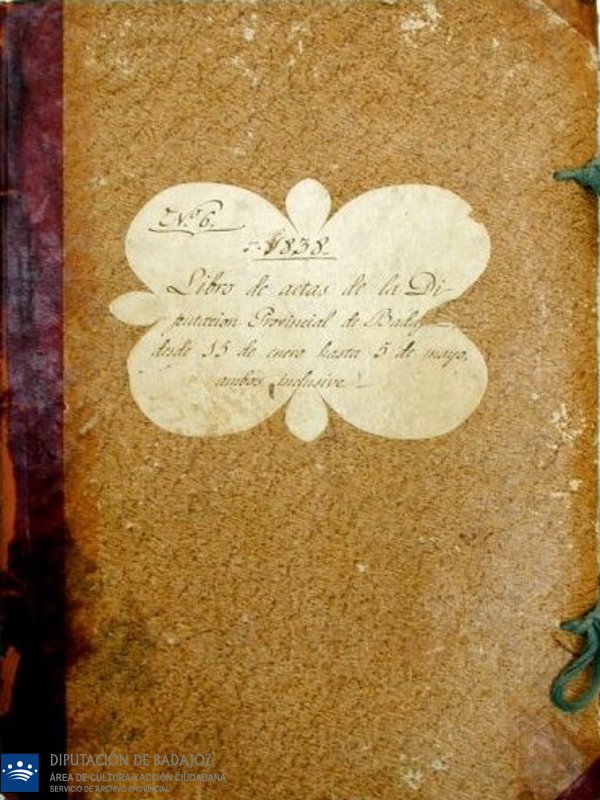 Nº 6.
1838.
Libro de actas de la Di-
putacion Provincial de Badajoz
desde 15 de enero hasta 5 de mayo,
ambos inclusive.
DIPUTACIÓN DE BADAJOZ
ÁREA DE CULTURA Y ACCIÓN CIUDADANA
SERVICIO DE ARCHIVO PROVINCIAL